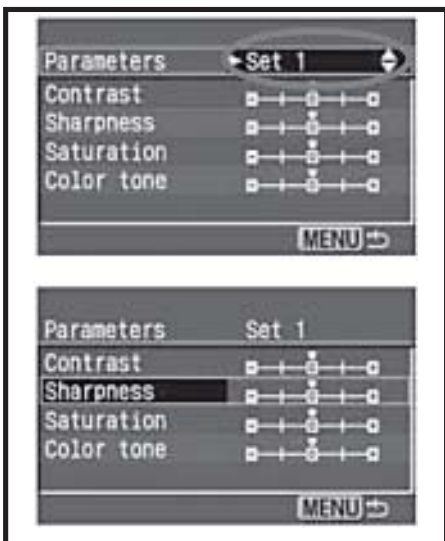 Parameters Set 1
Contrast
Sharpness
Saturation
Color tone
MENU
Parameters Set 1
Contrast
Sharpness
Saturation
Color tone
MENU